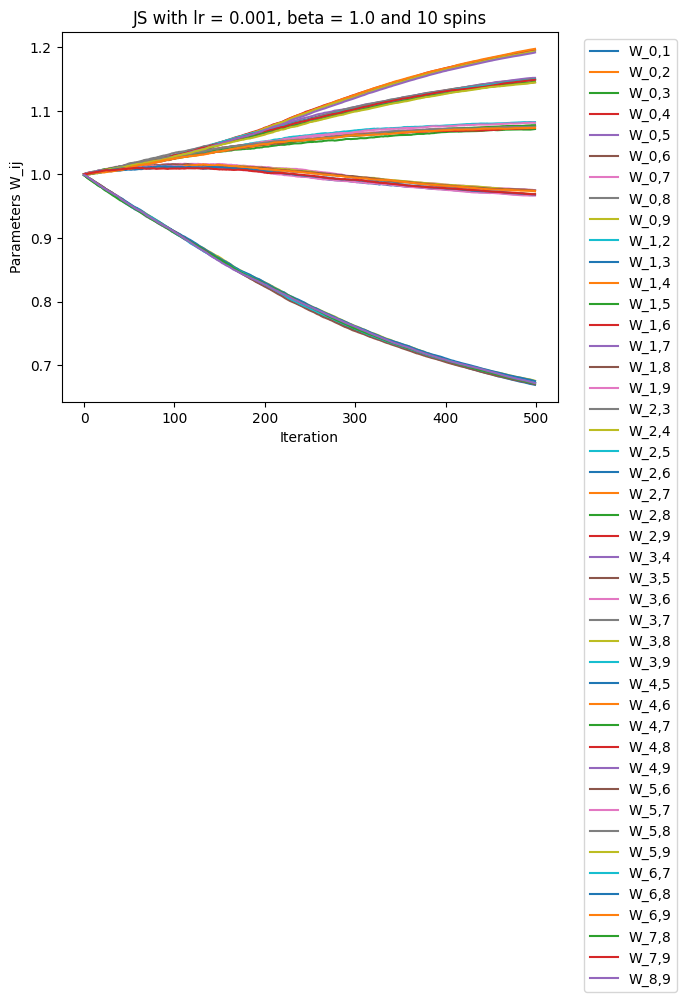 JS with lr = 0.001, beta = 1.0 and 10 spins
1.2
1.1
1.0
0.9
0.8
0.7
Parameters W_ij
0
100
200
300
400
500
Iteration
W_0,1
W_0,2
W_0,3
W_0,4
W_0,5
W_0,6
W_0,7
W_0,8
W_0,9
W_1,2
W_1,3
W_1,4
W_1,5
W_1,6
W_1,7
W_1,8
W_1,9
W_2,3
W_2,4
W_2,5
W_2,6
W_2,7
W_2,8
W_2,9
W_3,4
W_3,5
W_3,6
W_3,7
W_3,8
W_3,9
W_4,5
W_4,6
W_4,7
W_4,8
W_4,9
W_5,6
W_5,7
W_5,8
W_5,9
W_6,7
W_6,8
W_6,9
W_7,8
W_7,9
W_8,9